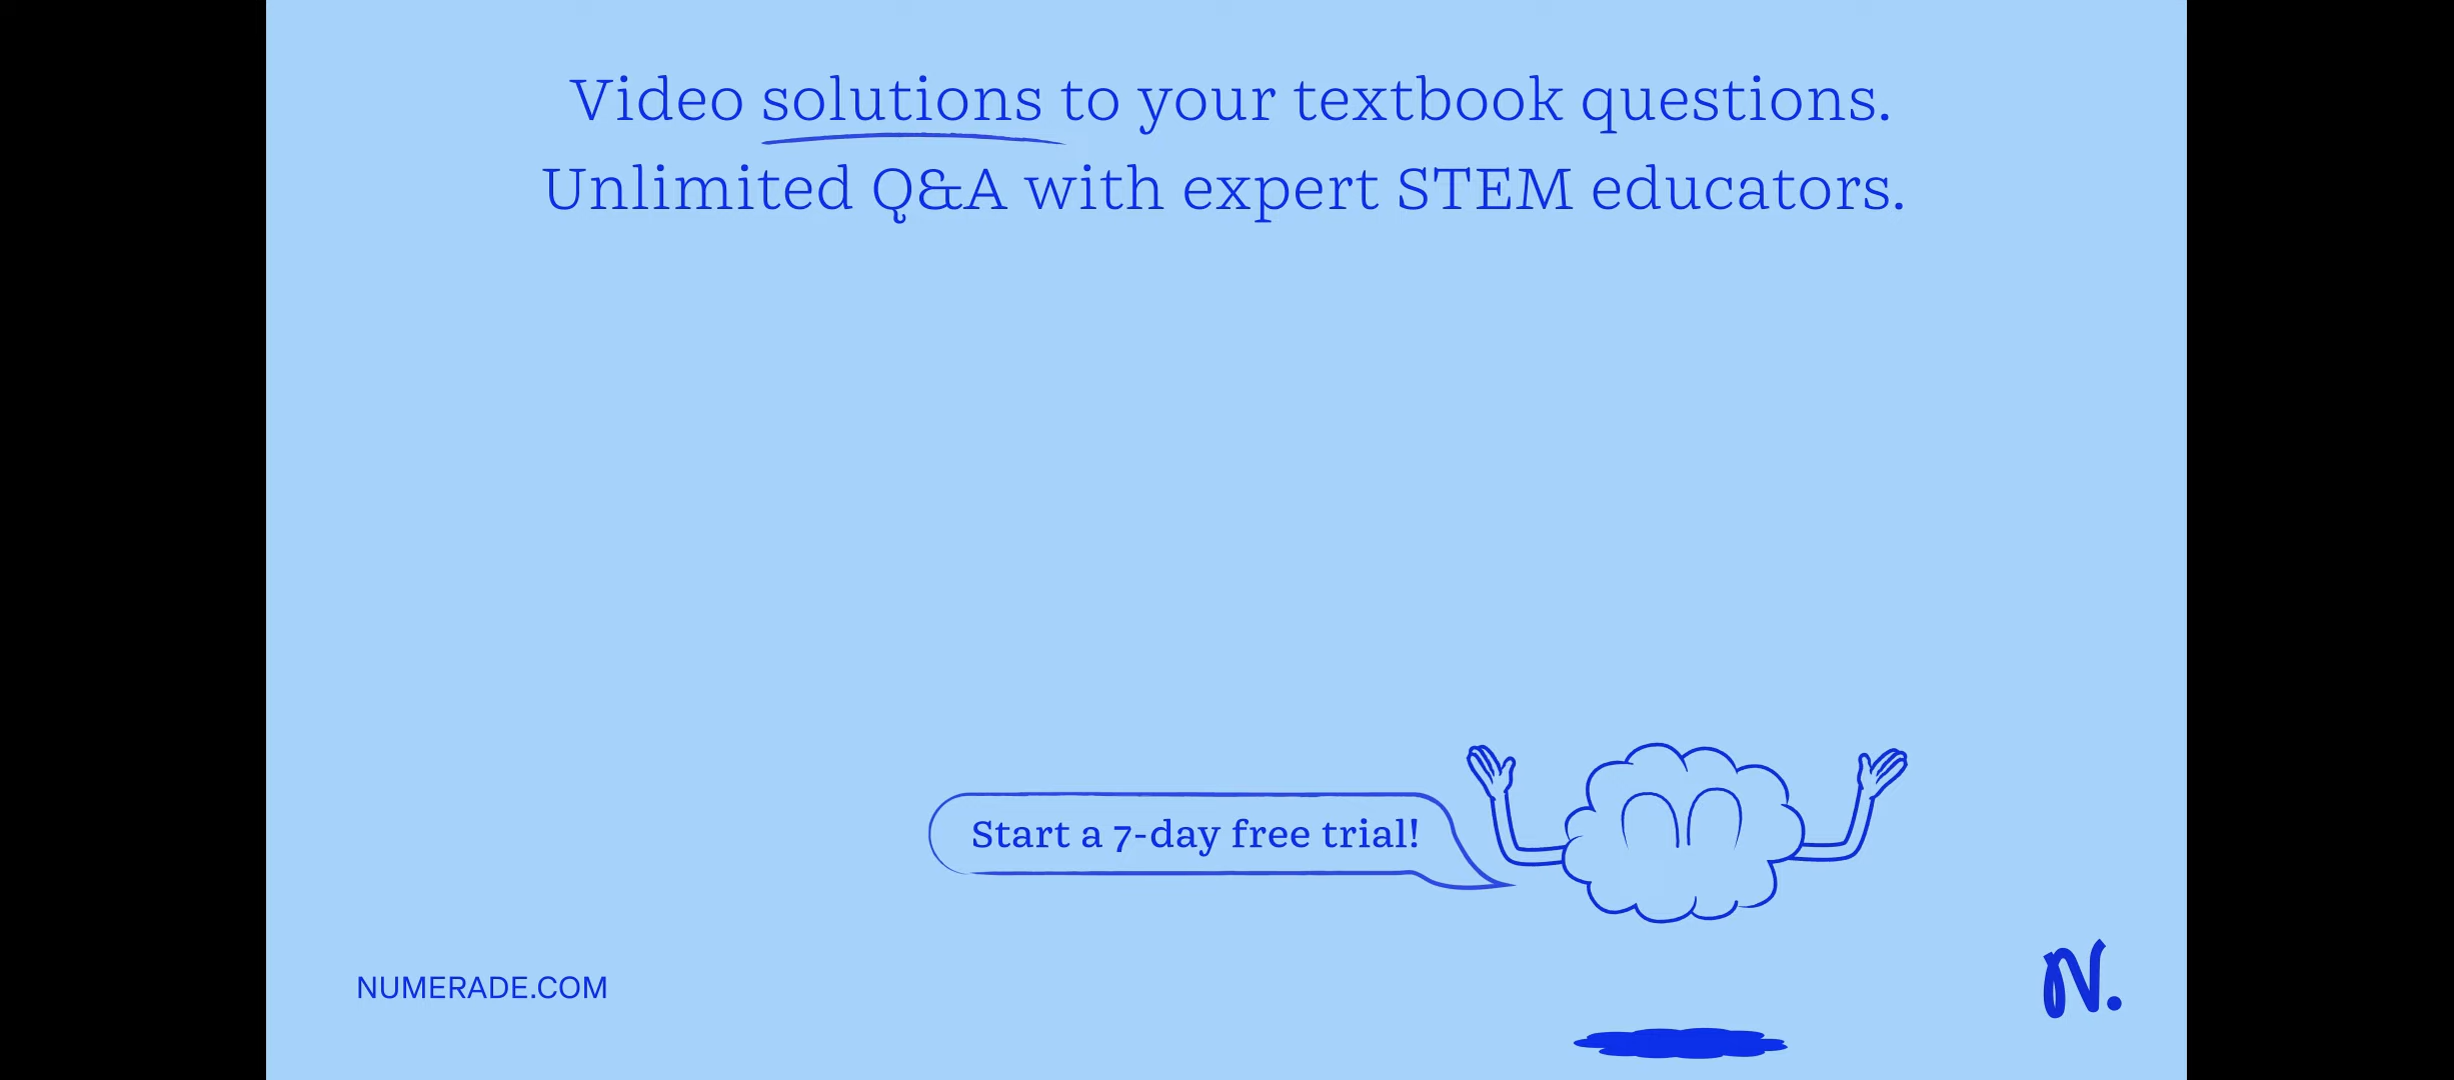 Video solutions to your textbook questions.
Unlimited Q&A with expert STEM educators.
Start a 7-day free trial!
NUMERADE.COM
N.